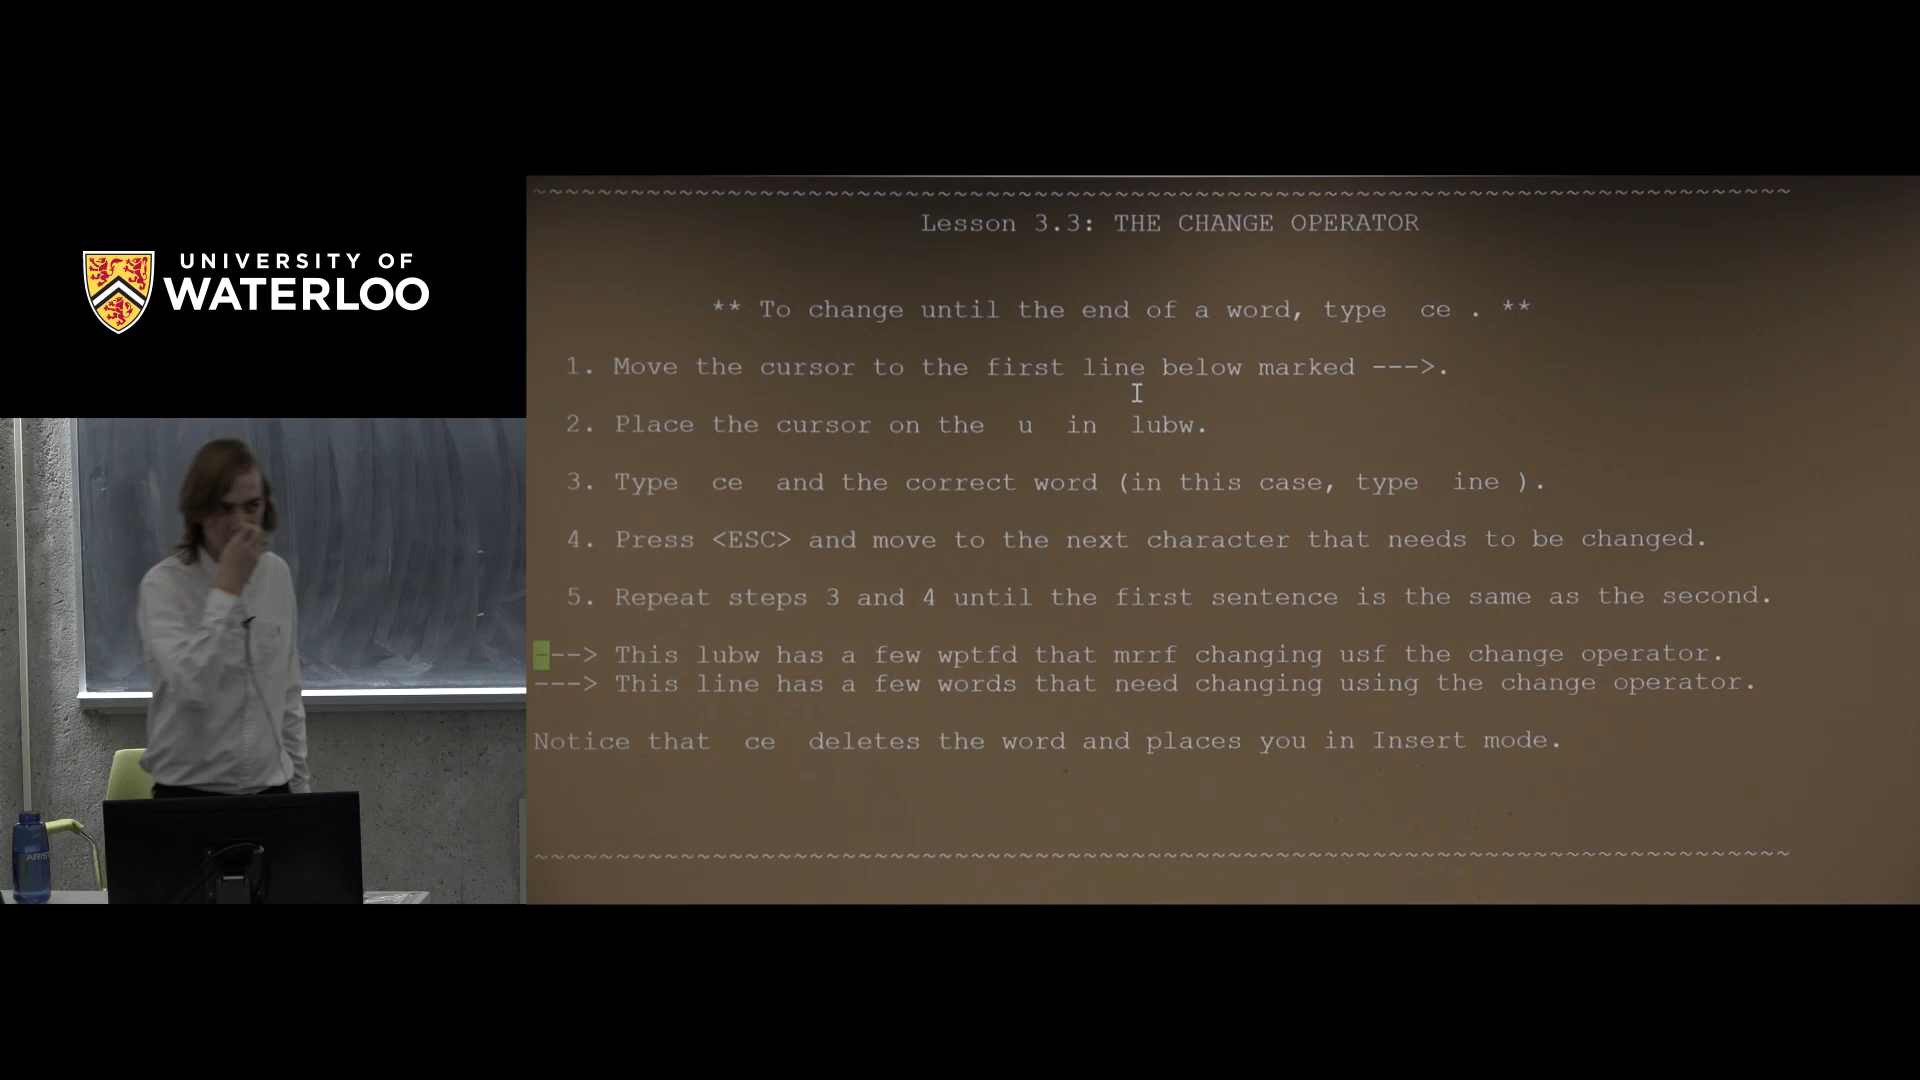 UNIVERSITY OF
WATERLOO
~~~~~~~~~~~~~~~~~~~~~~~~~~~~~~~~~~~~~~~~~~~~~~~~~~~~~~~~~~~~~~~~~~~~~~~~~~~~~~
Lesson 3.3: THE CHANGE OPERATOR
** To change until the end of a word, type ce . **
1. Move the cursor to the first line below marked --->.
2. Place the cursor on the u in lubw.
3. Type ce and the correct word (in this case, type ine ).
4. Press <ESC> and move to the next character that needs to be changed.
5. Repeat steps 3 and 4 until the first sentence is the same as the second.
---> This lubw has a few wptfd that mrrf changing usf the change operator.
---> This line has a few words that need changing using the change operator.
Notice that ce deletes the word and places you in Insert mode.
~~~~~~~~~~~~~~~~~~~~~~~~~~~~~~~~~~~~~~~~~~~~~~~~~~~~~~~~~~~~~~~~~~~~~~~~~~~~~~